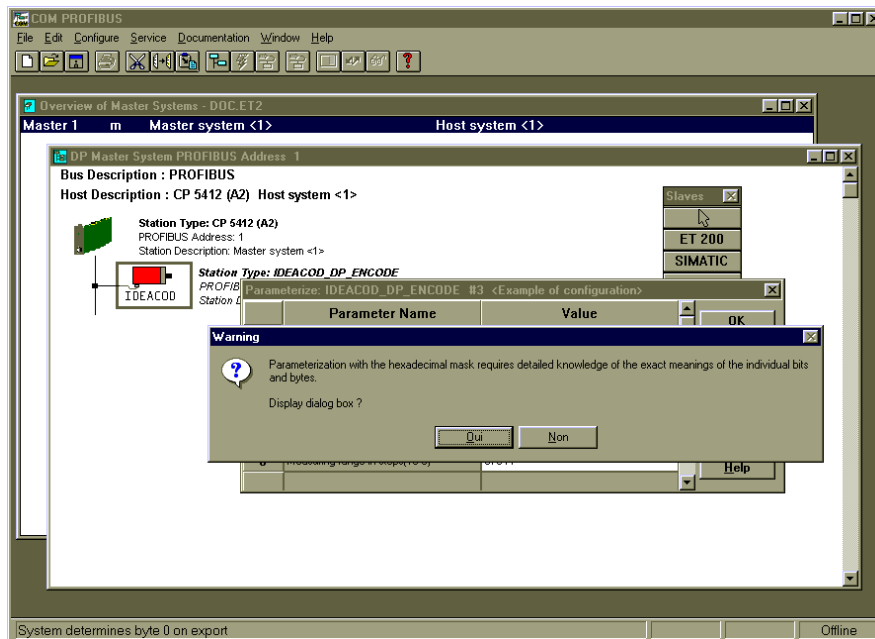 COM PROFIBUS
File Edit Configure Service Documentation Window Help
Overview of Master Systems - DOC.ET2
Master 1 m Master system <1> Host system <1>
DP Master System PROFIBUS Address 1
Bus Description : PROFIBUS
Host Description : CP 5412 (A2) Host system <1>
Slaves
Station Type: CP 5412 (A2)
PROFIBUS Address: 1
Station Description: Master system <1>
ET 200
SIMATIC
Station Type: IDEACOD_DP_ENCODE
PROFIB
Station D
IDEACOD
Parameterize: IDEACOD_DP_ENCODE #3 <Example of configuration>
Parameter Name Value
OK
Warning
Parameterization with the hexadecimal mask requires detailed knowledge of the exact meanings of the individual bits
and bytes.
Display dialog box ?
Oui Non
Help
System determines byte 0 on export Offline